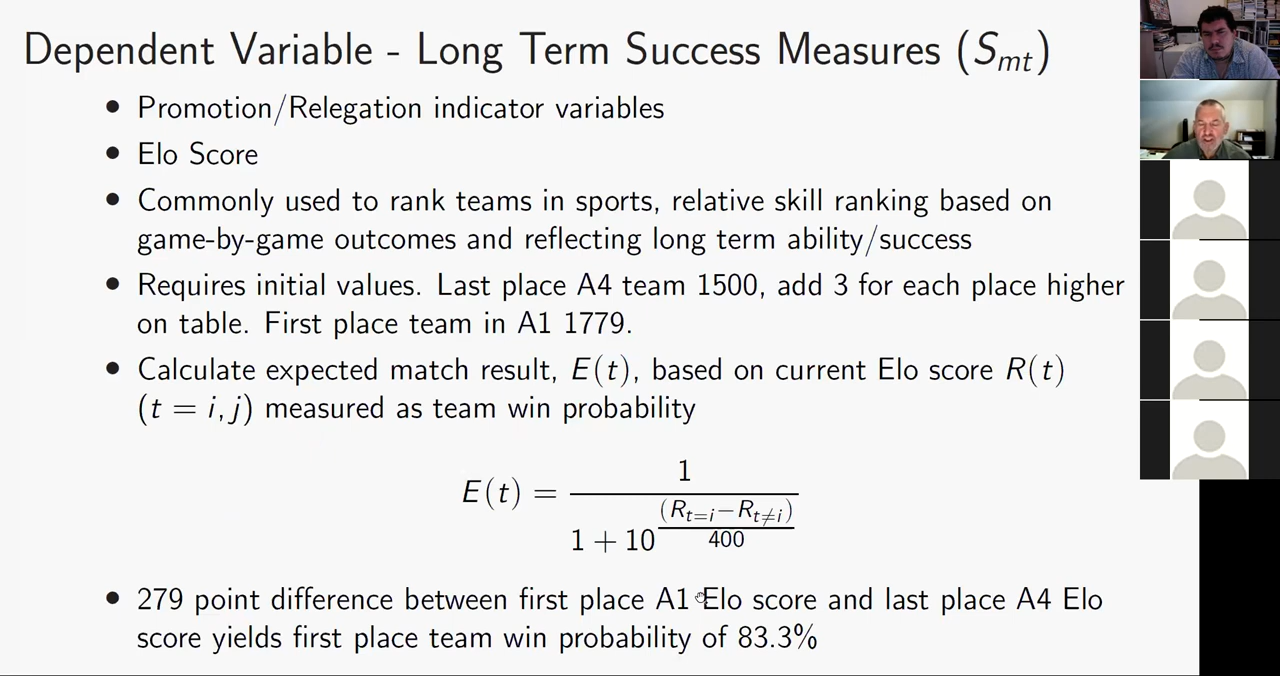 Dependent Variable - Long Term Success Measures (S_mt)
• Promotion/Relegation indicator variables
• Elo Score
• Commonly used to rank teams in sports, relative skill ranking based on
game-by-game outcomes and reflecting long term ability/success
• Requires initial values. Last place A4 team 1500, add 3 for each place higher
on table. First place team in A1 1779.
• Calculate expected match result, E(t), based on current Elo score R(t)
(t = i, j) measured as team win probability
E(t) = 1 / (1 + 10^((R_{t=i} − R_{t≠i}) / 400))
• 279 point difference between first place A1 Elo score and last place A4 Elo
score yields first place team win probability of 83.3%